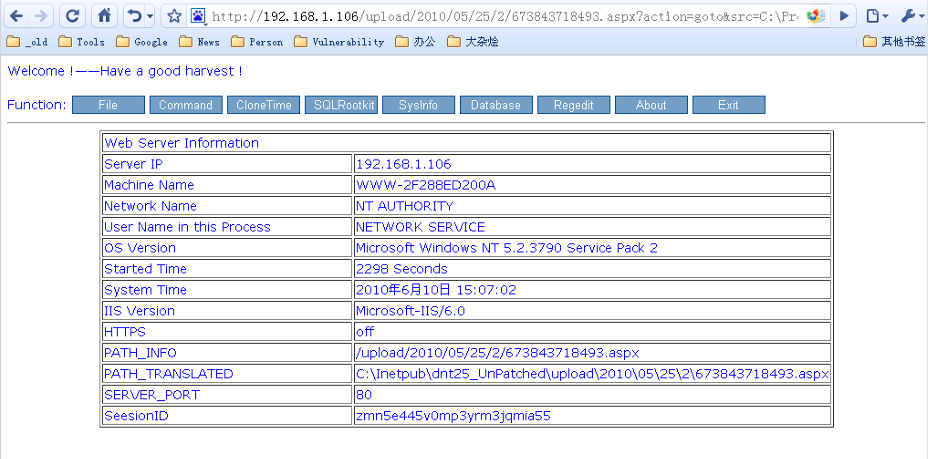 http://192.168.1.106/upload/2010/05/25/2/673843718493.aspx?action=goto&src=C:\Pr
_old Tools Google News Person Vulnerability 办公 大杂烩 其他书签
Welcome !——Have a good harvest !
Function: File Command CloneTime SQLRootkit SysInfo Database Regedit About Exit
Web Server Information
Server IP 192.168.1.106
Machine Name WWW-2F288ED200A
Network Name NT AUTHORITY
User Name in this Process NETWORK SERVICE
OS Version Microsoft Windows NT 5.2.3790 Service Pack 2
Started Time 2298 Seconds
System Time 2010年6月10日 15:07:02
IIS Version Microsoft-IIS/6.0
HTTPS off
PATH_INFO /upload/2010/05/25/2/673843718493.aspx
PATH_TRANSLATED C:\Inetpub\dnt25_UnPatched\upload\2010\05\25\2\673843718493.aspx
SERVER_PORT 80
SeesionID zmn5e445v0mp3yrm3jqmia55